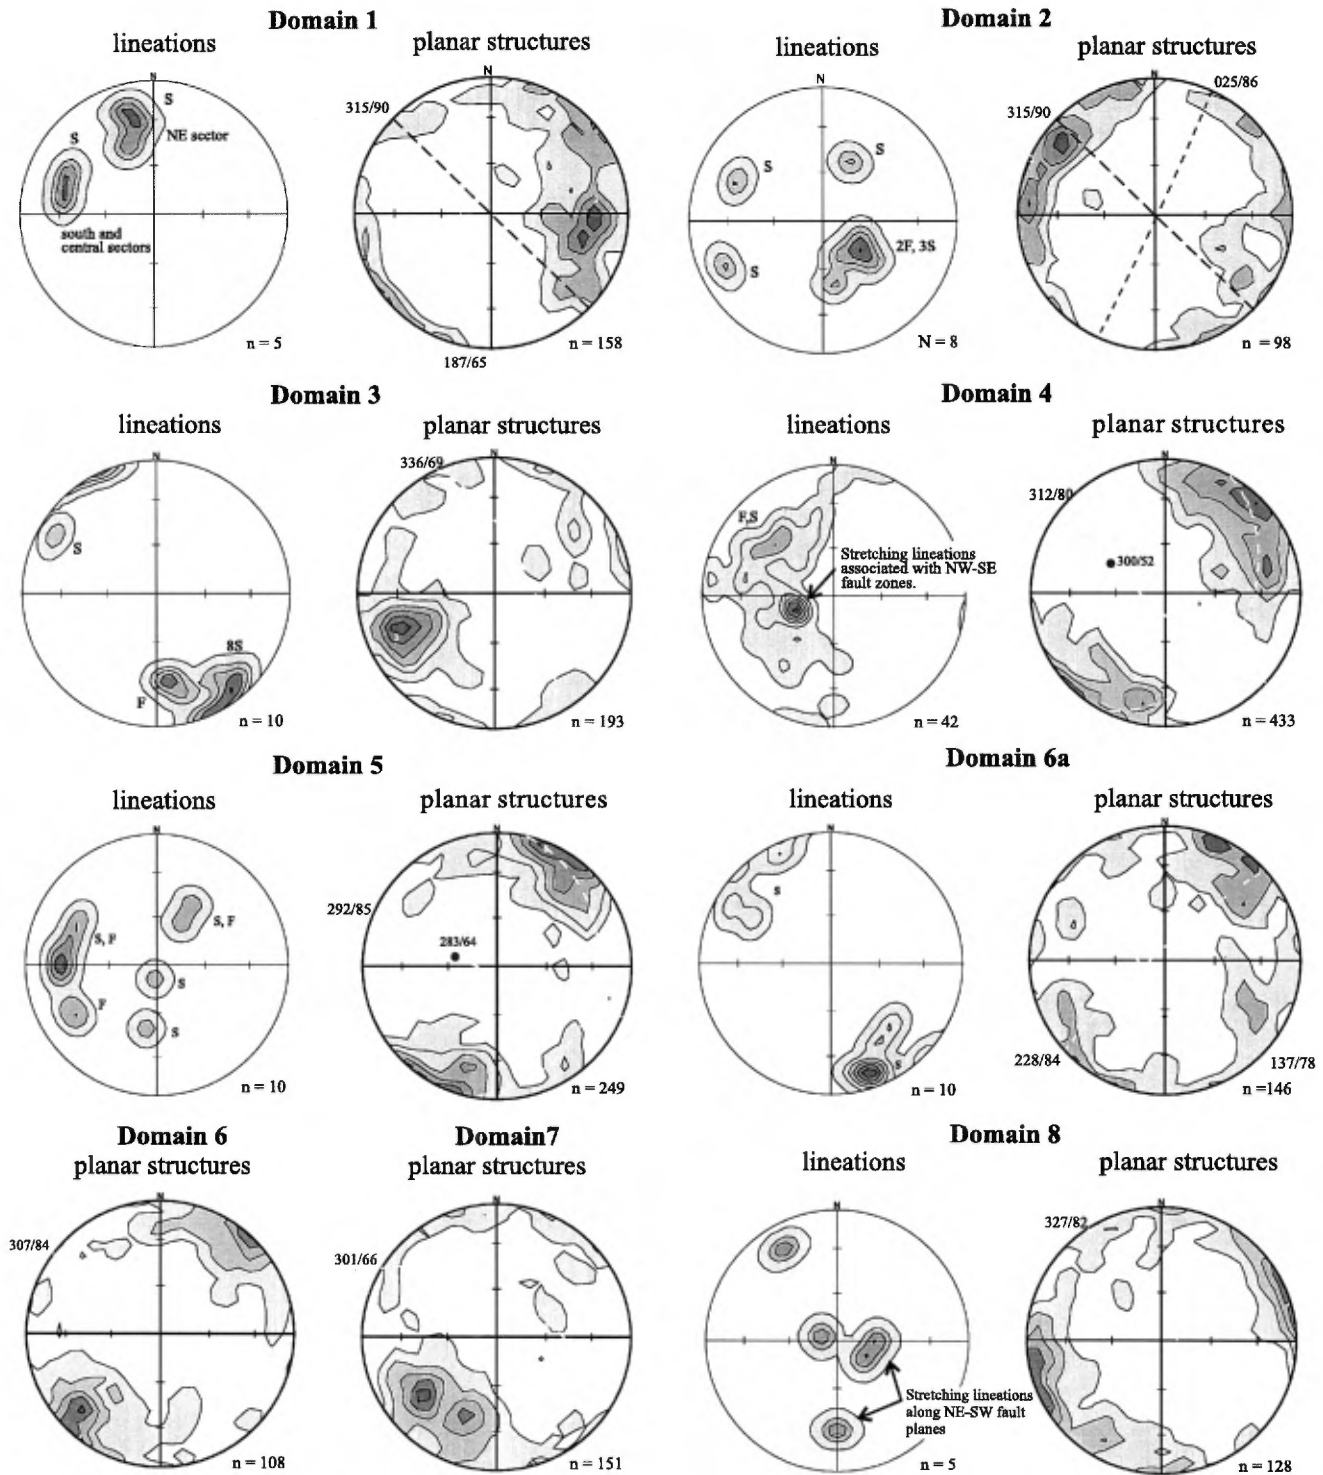 Domain 1
lineations
planar structures
N
S
NE sector
S
south and
central sectors
n = 5
N
315/90
187/65
n = 158
Domain 2
lineations
planar structures
N
S
S
S
2F, 3S
N = 8
N
025/86
315/90
n = 98
Domain 3
lineations
planar structures
N
S
8S
F
n = 10
N
336/69
n = 193
Domain 4
lineations
planar structures
N
F,S
Stretching lineations
associated with NW-SE
fault zones.
n = 42
N
312/80
300/52
n = 433
Domain 5
lineations
planar structures
N
S, F
S, F
F
S
S
n = 10
N
292/85
283/64
n = 249
Domain 6a
lineations
planar structures
N
S
S
n = 10
N
228/84
137/78
n =146
Domain 6
planar structures
N
307/84
n = 108
Domain7
planar structures
N
301/66
n = 151
Domain 8
lineations
planar structures
N
Stretching lineations
along NE-SW fault
planes
n = 5
N
327/82
n = 128